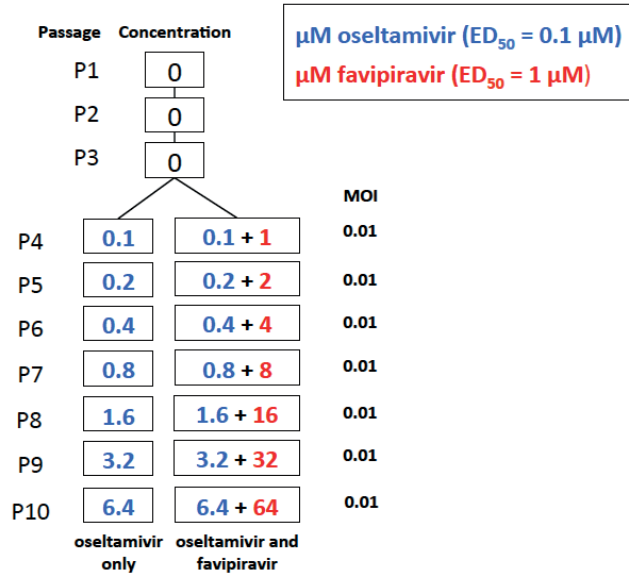 Passage Concentration
µM oseltamivir (ED50 = 0.1 µM)
µM favipiravir (ED50 = 1 µM)
P1 0
P2 0
P3 0
MOI
P4 0.1 0.1 + 1 0.01
P5 0.2 0.2 + 2 0.01
P6 0.4 0.4 + 4 0.01
P7 0.8 0.8 + 8 0.01
P8 1.6 1.6 + 16 0.01
P9 3.2 3.2 + 32 0.01
P10 6.4 6.4 + 64 0.01
oseltamivir only
oseltamivir and favipiravir